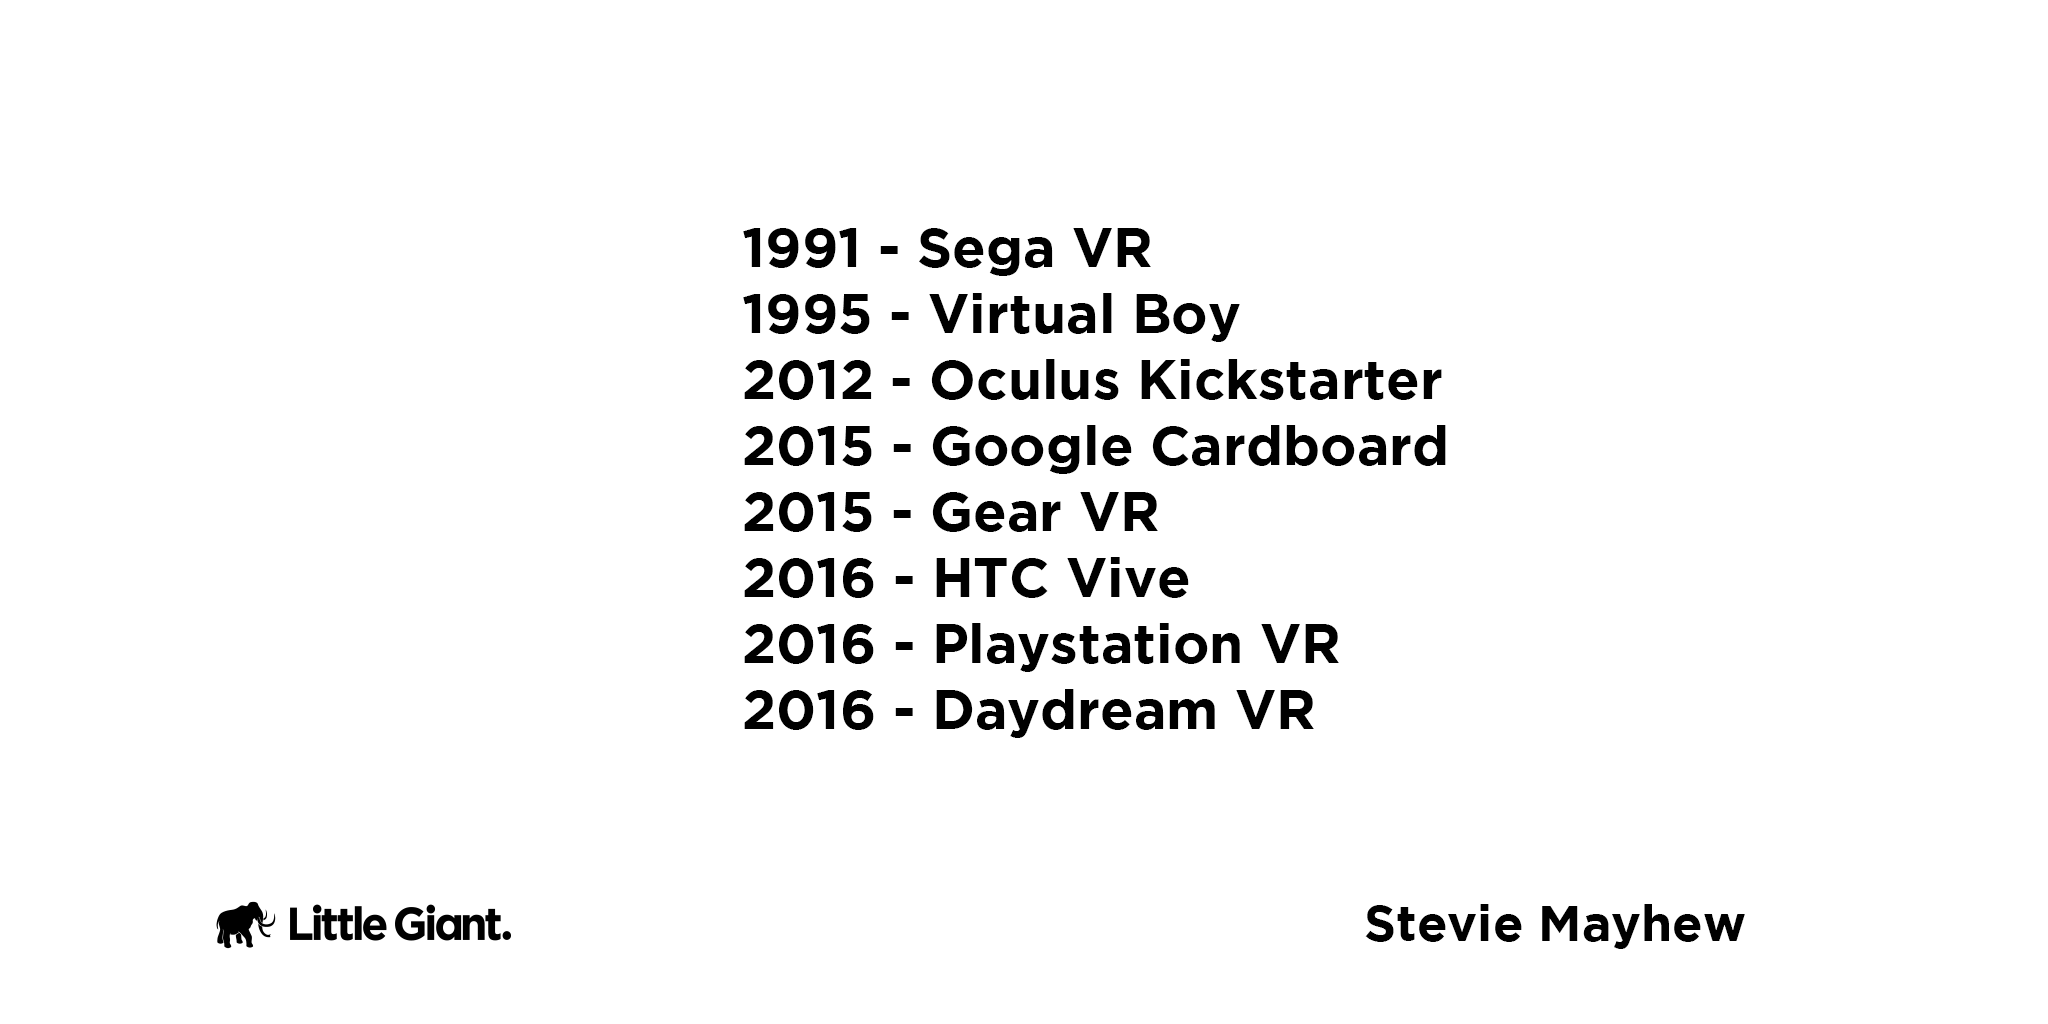 1991 - Sega VR
1995 - Virtual Boy
2012 - Oculus Kickstarter
2015 - Google Cardboard
2015 - Gear VR
2016 - HTC Vive
2016 - Playstation VR
2016 - Daydream VR
Little Giant.
Stevie Mayhew